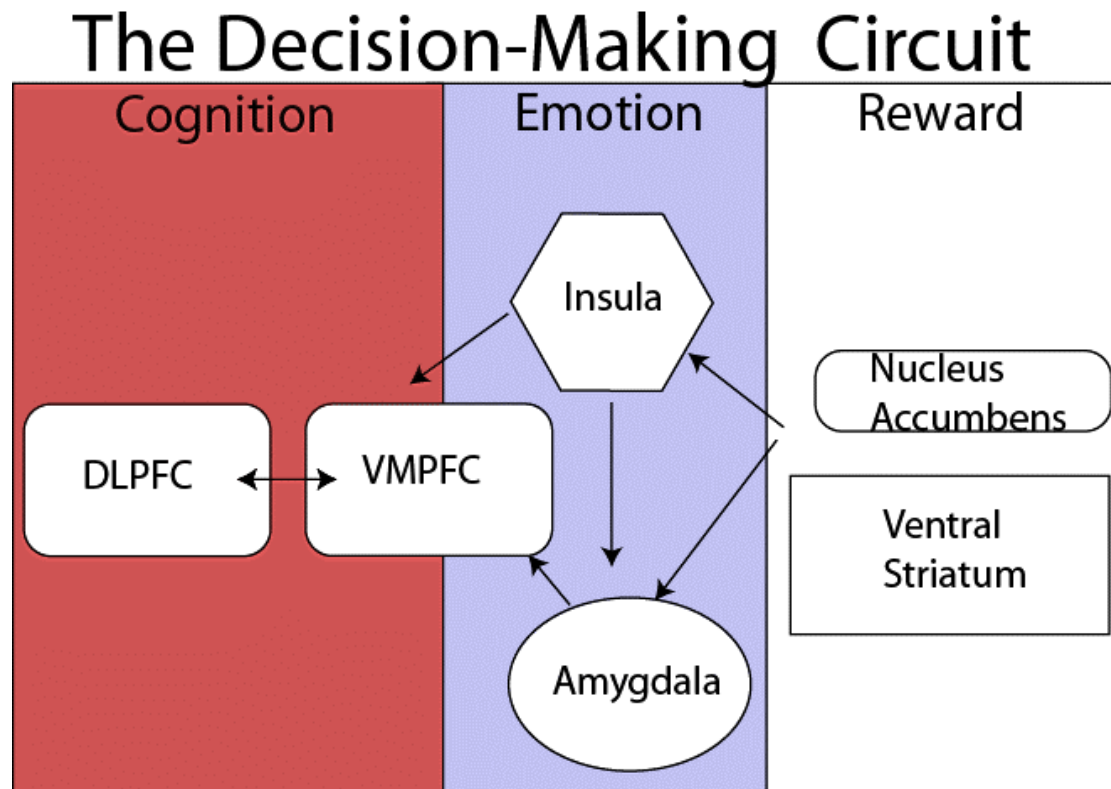 The Decision-Making Circuit
Cognition
Emotion
Reward
Insula
Nucleus
Accumbens
DLPFC
VMPFC
Ventral
Striatum
Amygdala